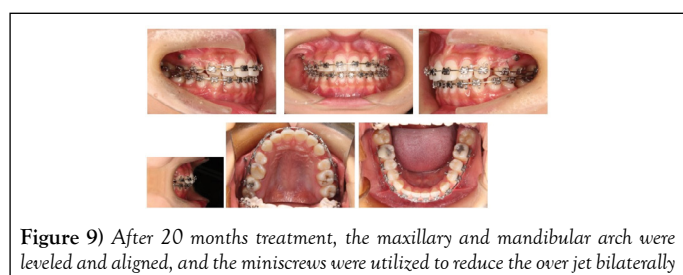 Figure 9) After 20 months treatment, the maxillary and mandibular arch were
leveled and aligned, and the miniscrews were utilized to reduce the over jet bilaterally